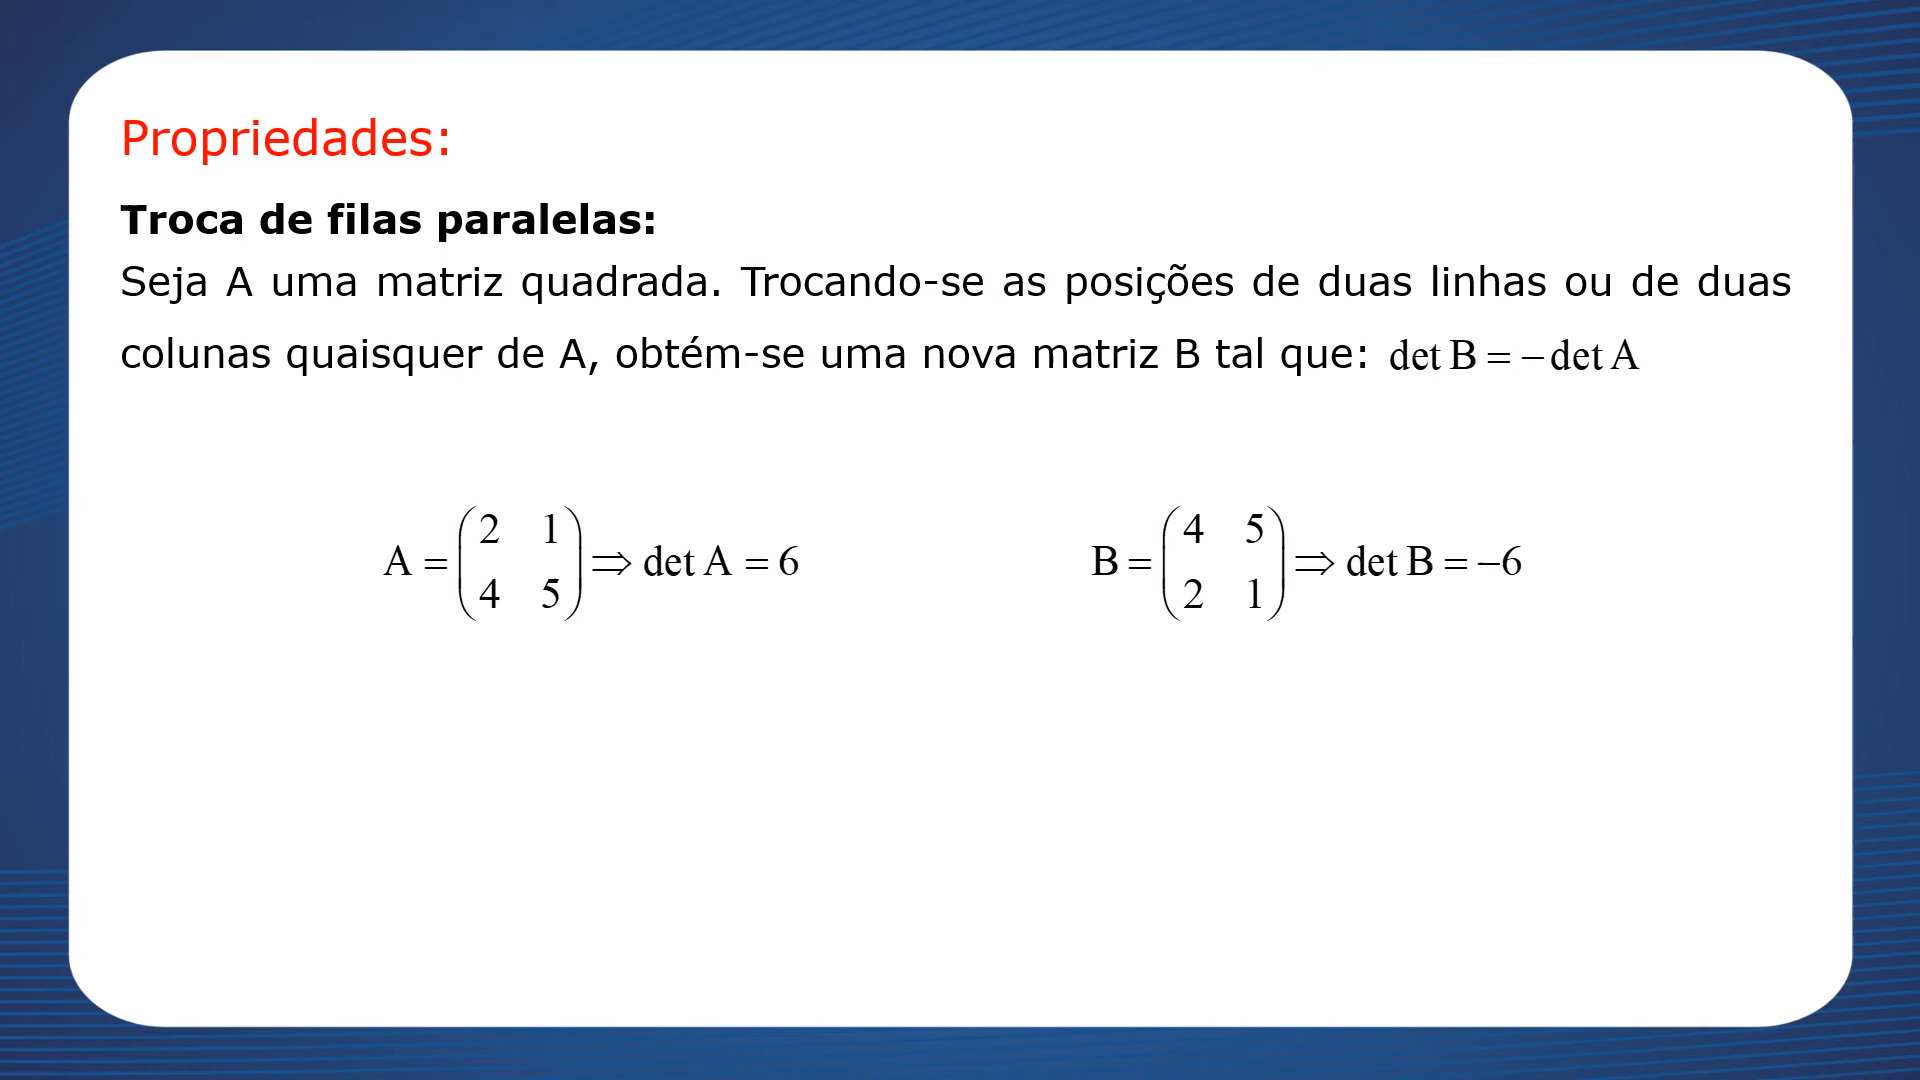 Propriedades:
Troca de filas paralelas:
Seja A uma matriz quadrada. Trocando-se as posições de duas linhas ou de duas
colunas quaisquer de A, obtém-se uma nova matriz B tal que: det B = − det A
A = ( 2 1 ; 4 5 ) ⇒ det A = 6
B = ( 4 5 ; 2 1 ) ⇒ det B = −6